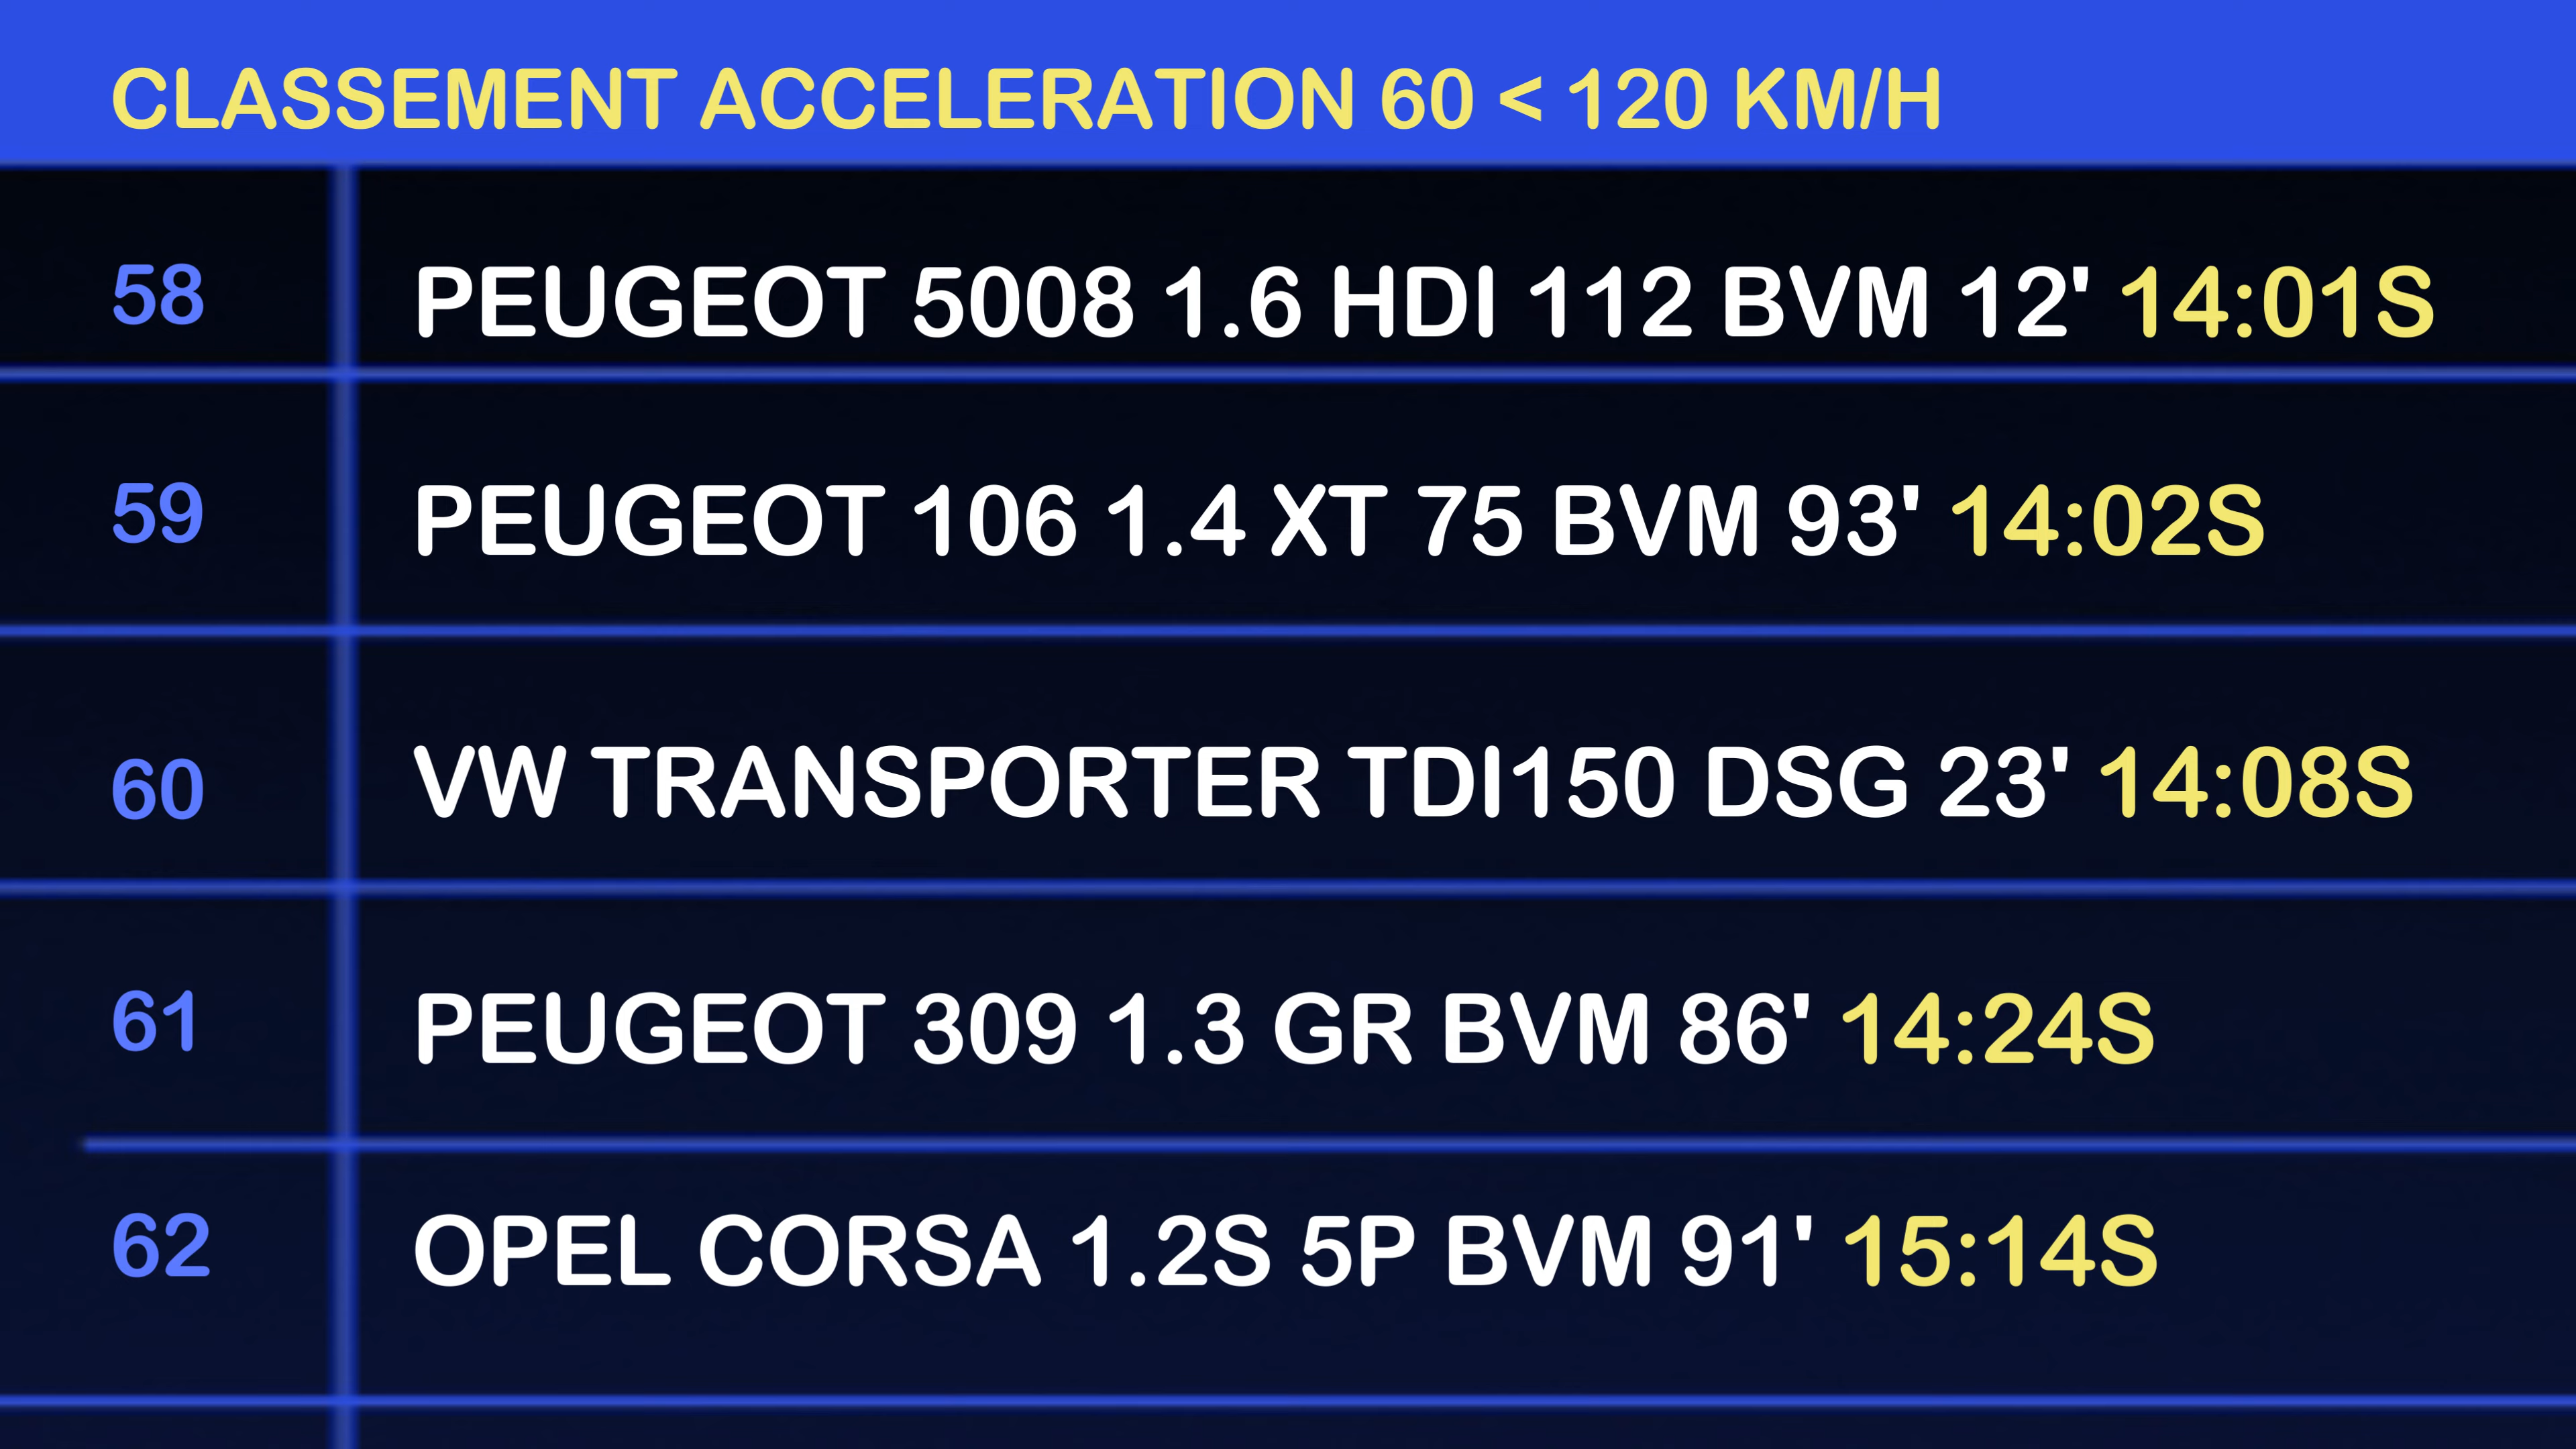 CLASSEMENT ACCELERATION 60 < 120 KM/H
58 PEUGEOT 5008 1.6 HDI 112 BVM 12' 14:01S
59 PEUGEOT 106 1.4 XT 75 BVM 93' 14:02S
60 VW TRANSPORTER TDI150 DSG 23' 14:08S
61 PEUGEOT 309 1.3 GR BVM 86' 14:24S
62 OPEL CORSA 1.2S 5P BVM 91' 15:14S